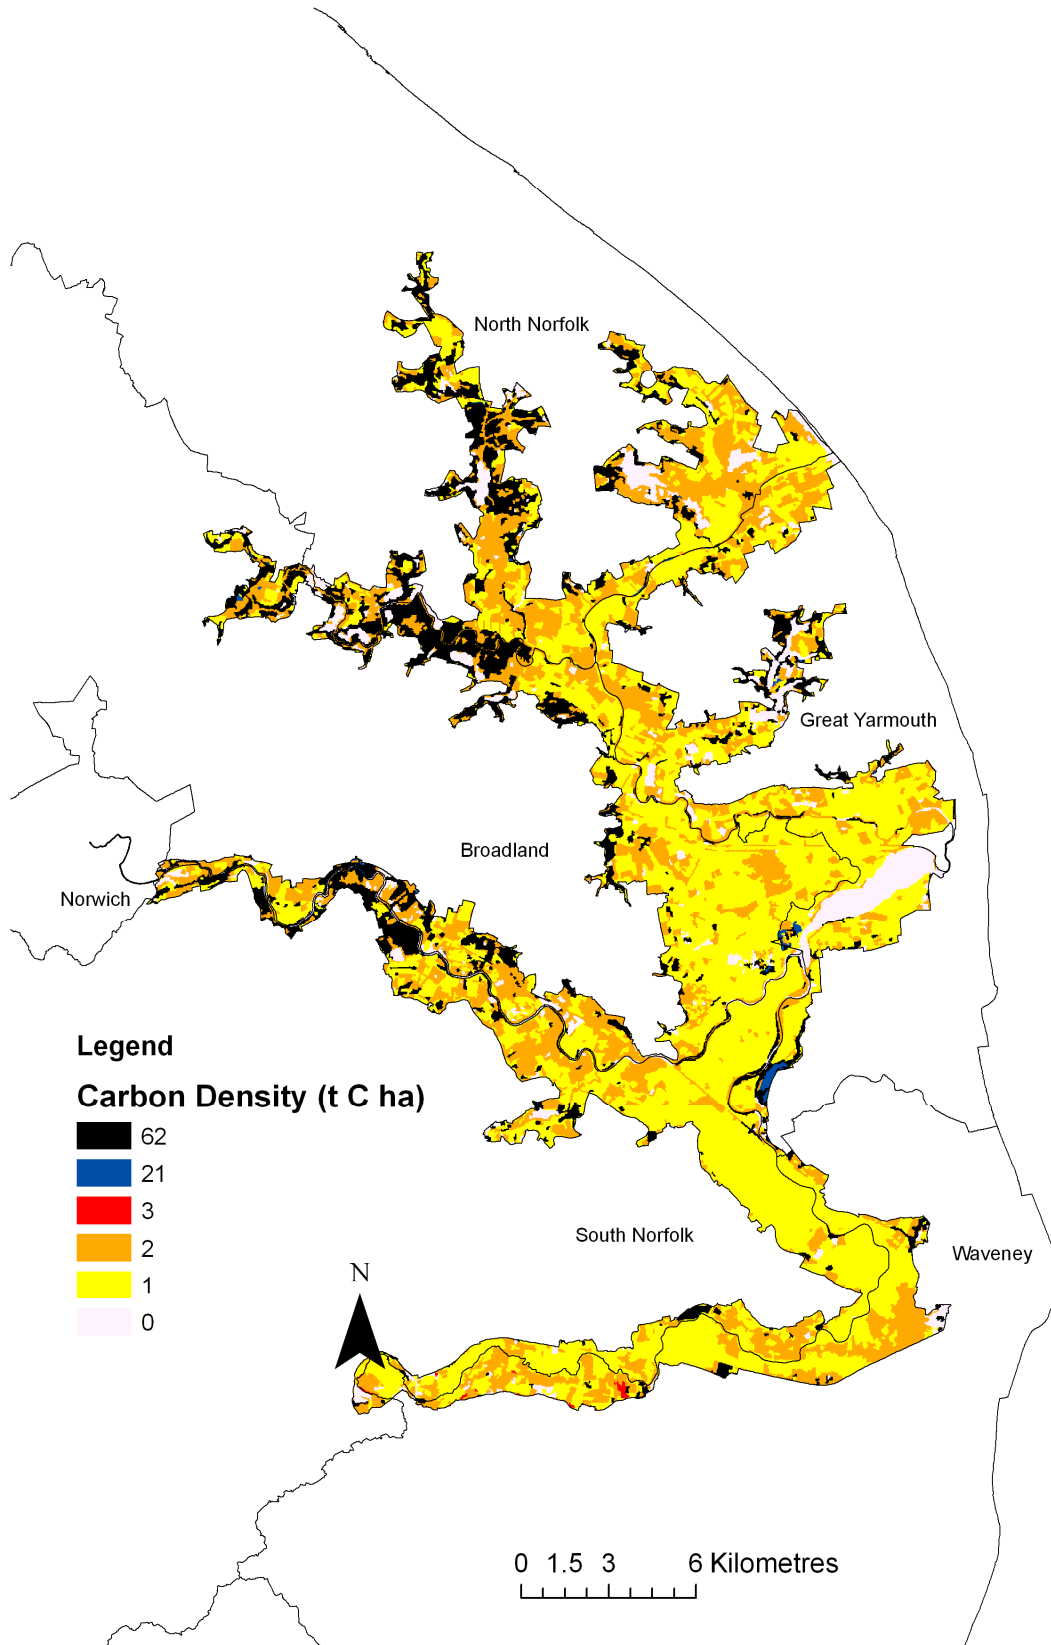 North Norfolk
Great Yarmouth
Broadland
Norwich
Legend
Carbon Density (t C ha)
62
21
3
2
1
0
South Norfolk
Waveney
N
0 1.5 3 6 Kilometres